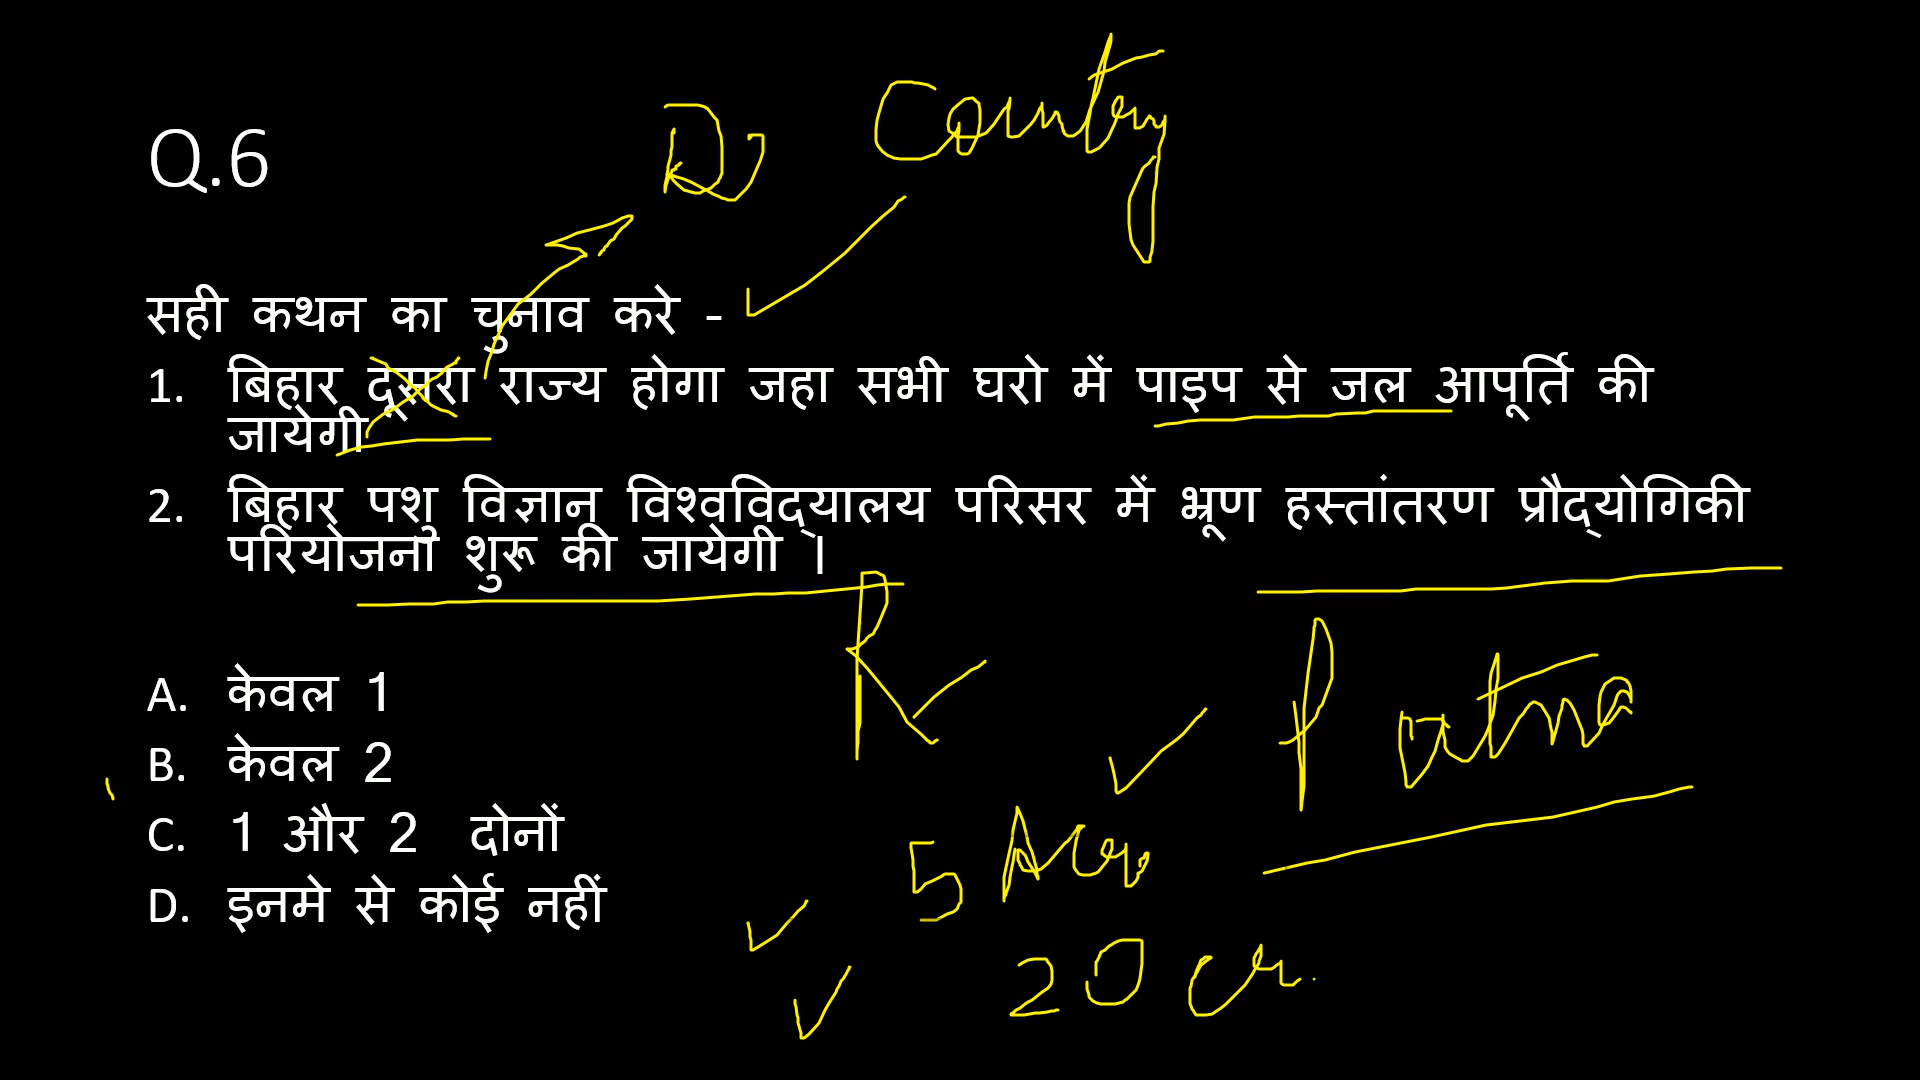 Country
Q.6
सही कथन का चुनाव करे -
1. बिहार दूसरा राज्य होगा जहा सभी घरो में पाइप से जल आपूर्ति की
जायेगी
2. बिहार पशु विज्ञान विश्वविद्यालय परिसर में भ्रूण हस्तांतरण प्रौद्योगिकी
परियोजना शुरू की जायेगी ।
R
Patna
A. केवल 1
B. केवल 2
C. 1 और 2 दोनों
5
D. इनमे से कोई नहीं
20 cr.